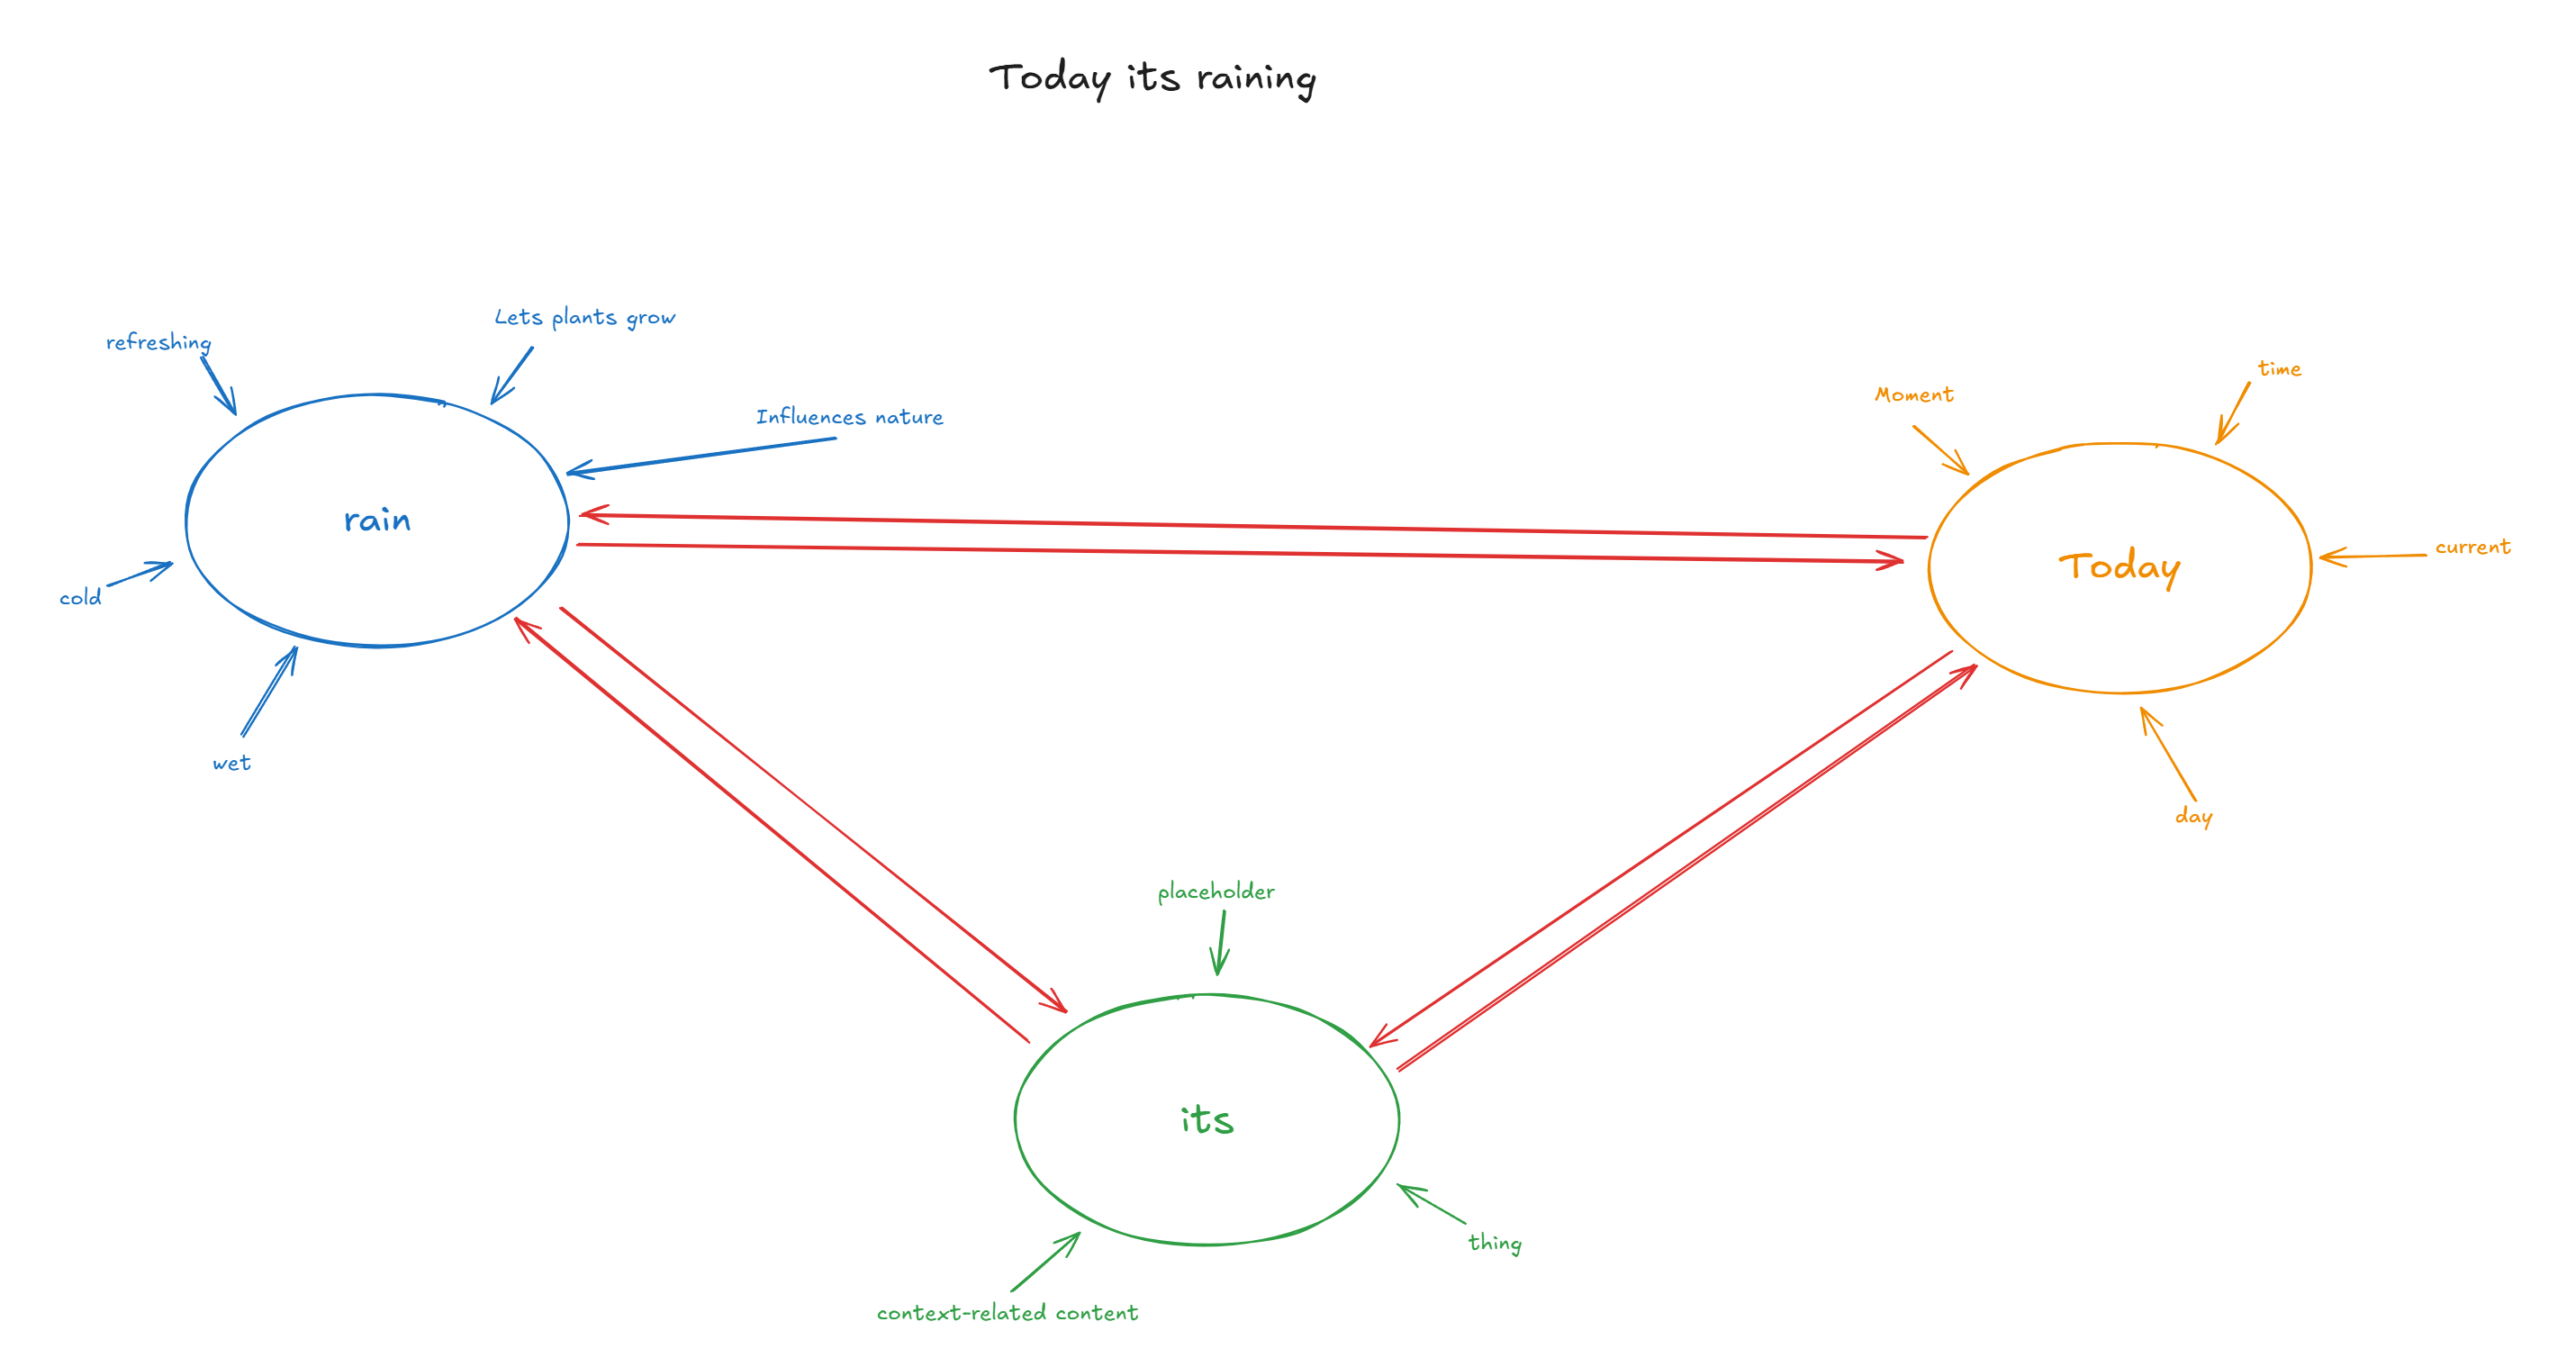 Today its raining
refreshing
Lets plants grow
Influences nature
rain
cold
wet
Moment
time
Today
current
day
placeholder
its
thing
context-related content